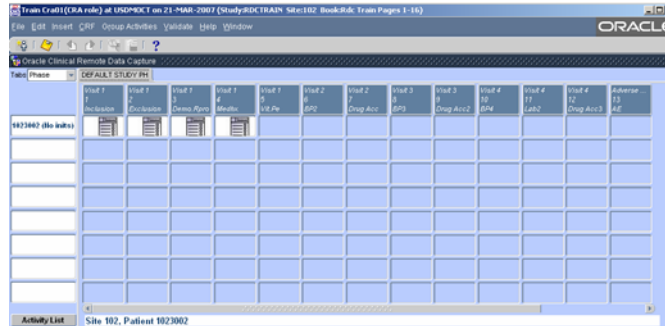 Train Cra01(CRA role) at USDMOCT on 21-MAR-2007 (Study:RDCTRAIN Site:102 Book:Rdc Train Pages 1-16)
File Edit Insert CRF Group Activities Validate Help Window
ORACL
Oracle Clinical Remote Data Capture
Tabs Phase DEFAULT STUDY PH
Visit 1 Visit 1 Visit 1 Visit 1 Visit 1 Visit 2 Visit 2 Visit 3 Visit 3 Visit 4 Visit 4 Visit 4 Adverse ...
1 2 3 4 5 6 7 8 9 10 11 12 13
Inclusion Exclusion Demo.Rpro Medhx Vit.Pe BP2 Drug Acc BP3 Drug Acc2 BP4 Lab2 Drug Acc3 AE
1023002 (No inits)
Activity List Site 102, Patient 1023002